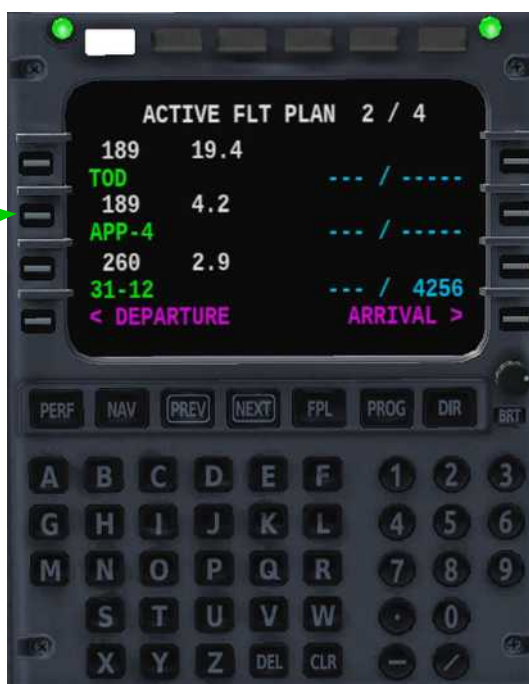 ACTIVE FLT PLAN 2 / 4
189 19.4
TOD --- / -----
189 4.2
APP-4 --- / -----
260 2.9
31-12 --- / 4256
< DEPARTURE ARRIVAL >
PERF NAV PREV NEXT FPL PROG DIR BRT
A B C D E F 1 2 3
G H I J K L 4 5 6
M N O P Q R 7 8 9
S T U V W · 0
X Y Z DEL CLR - /